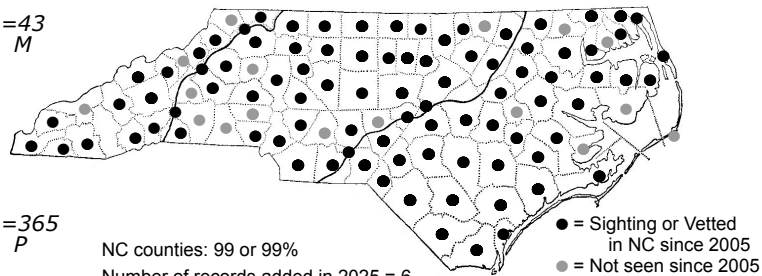 =43
M
=365
P
NC counties: 99 or 99%
Number of records added in 2025 = 6
= Sighting or Vetted
in NC since 2005
= Not seen since 2005